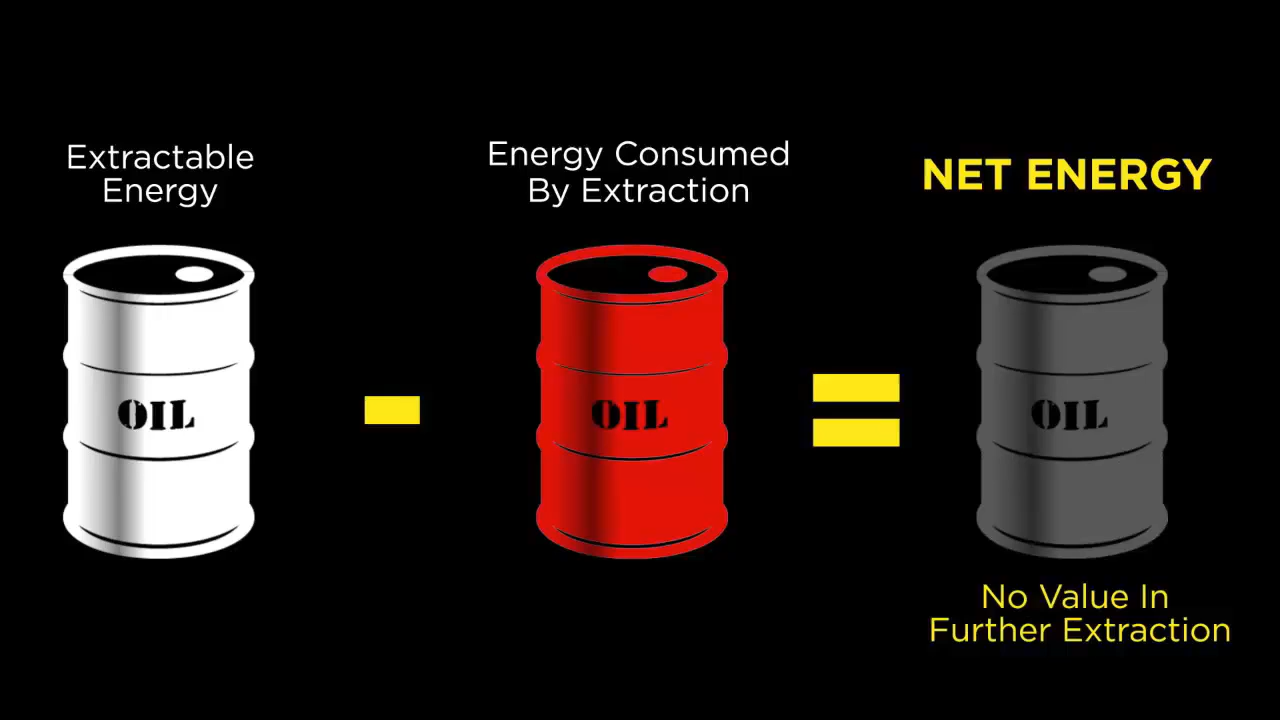 Extractable
Energy
Energy Consumed
By Extraction
NET ENERGY
OIL
OIL
OIL
No Value In
Further Extraction